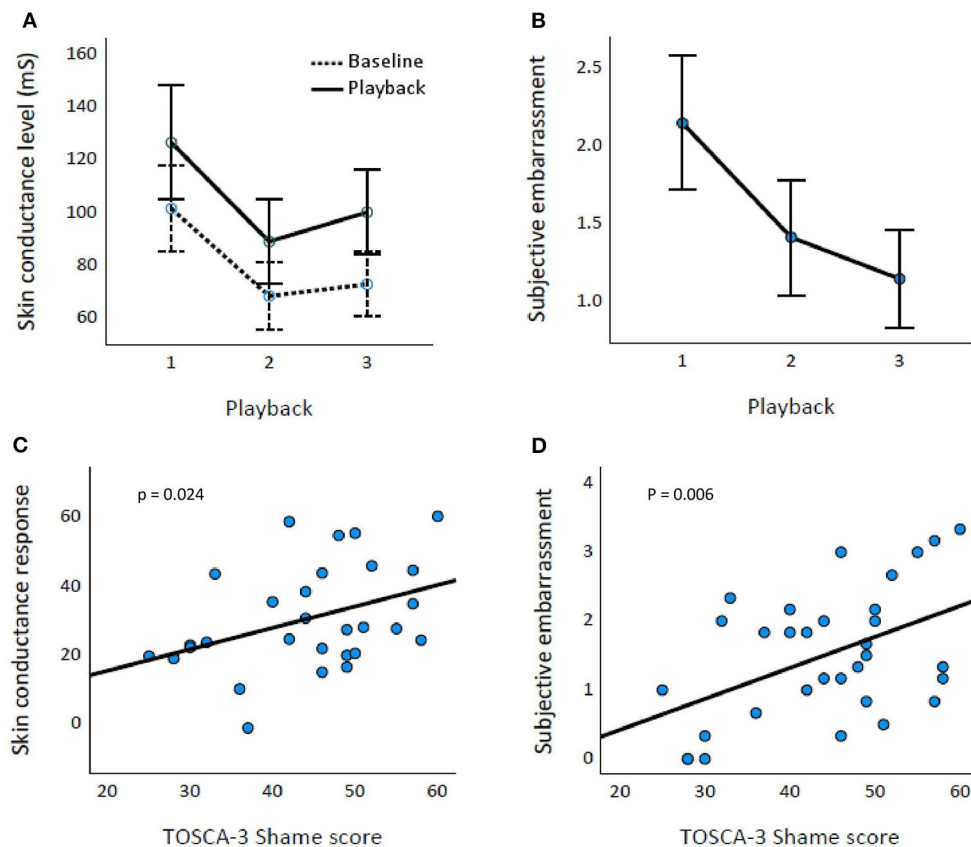 A
Skin conductance level (mS)
160
140
120
100
80
60
Baseline
Playback
1 2 3
Playback
B
Subjective embarrassment
2.5
2.0
1.5
1.0
1 2 3
Playback
C
Skin conductance response
60
40
20
0
p = 0.024
20 30 40 50 60
TOSCA-3 Shame score
D
Subjective embarrassment
4
3
2
1
0
P = 0.006
20 30 40 50 60
TOSCA-3 Shame score